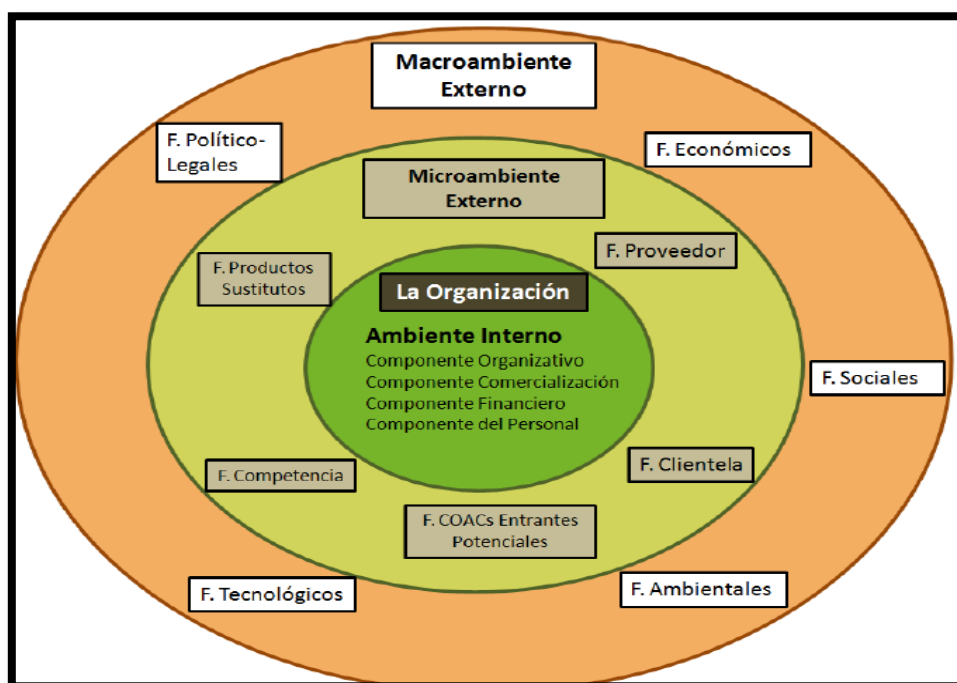 Macroambiente
Externo
F. Político-
Legales
F. Económicos
Microambiente
Externo
F. Proveedor
F. Productos
Sustitutos
La Organización
Ambiente Interno
Componente Organizativo
Componente Comercialización
Componente Financiero
Componente del Personal
F. Sociales
F. Competencia
F. Clientela
F. COACs Entrantes
Potenciales
F. Tecnológicos
F. Ambientales